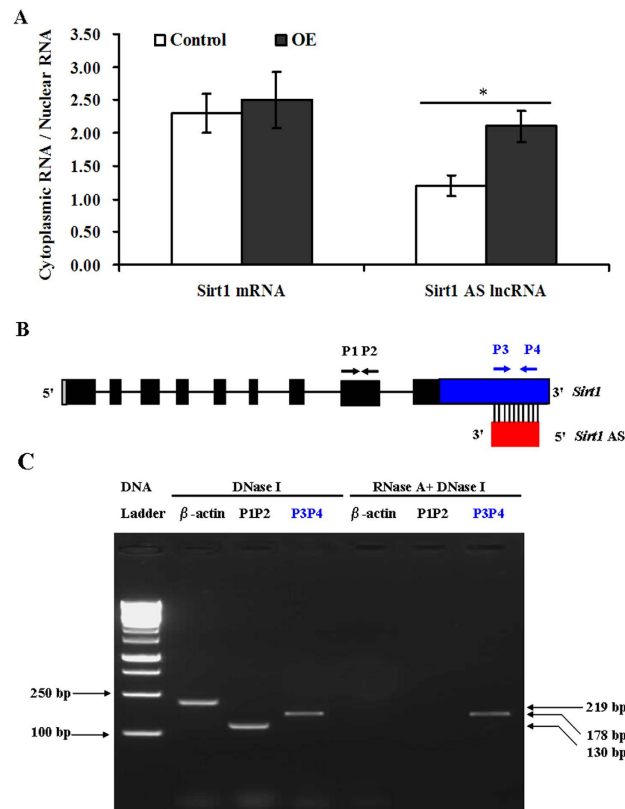 A
Control
OE
Cytoplasmic RNA / Nuclear RNA
3.50
3.00
2.50
2.00
1.50
1.00
0.50
0.00
*
Sirt1 mRNA
Sirt1 AS lncRNA
B
P1 P2
P3 P4
5' 3' Sirt1
3' 5' Sirt1 AS
C
DNA Ladder
DNase I
RNase A+ DNase I
β-actin P1P2 P3P4
β-actin P1P2 P3P4
250 bp
100 bp
219 bp
178 bp
130 bp